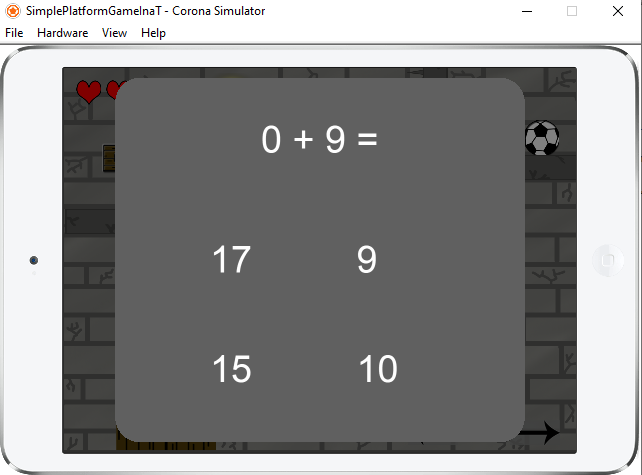 SimplePlatformGameInaT - Corona Simulator
File Hardware View Help
0 + 9 =
17 9
15 10